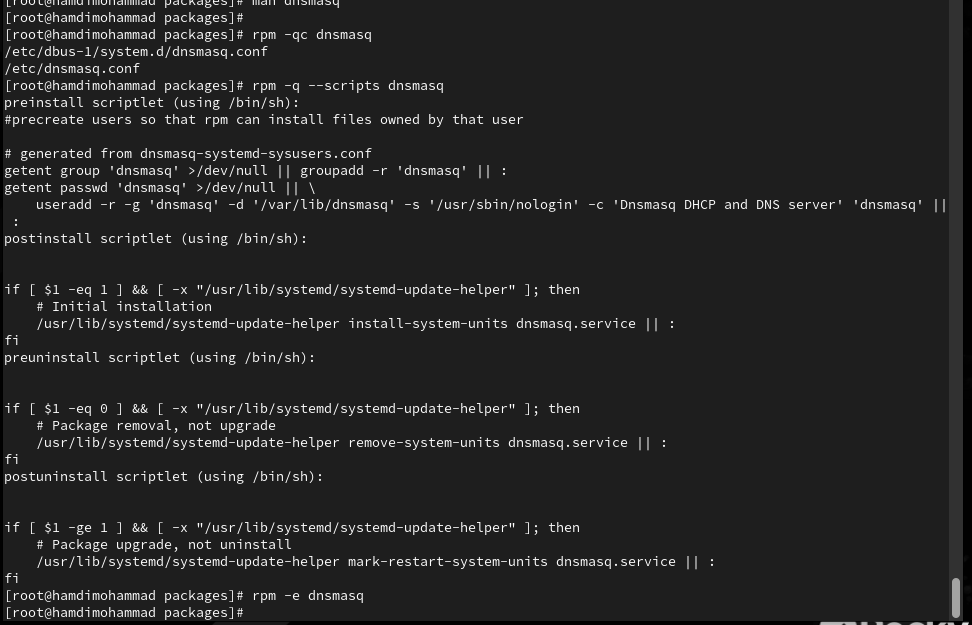 [root@hamdimohammad packages]# man dnsmasq
[root@hamdimohammad packages]#
[root@hamdimohammad packages]# rpm -qc dnsmasq
/etc/dbus-1/system.d/dnsmasq.conf
/etc/dnsmasq.conf
[root@hamdimohammad packages]# rpm -q --scripts dnsmasq
preinstall scriptlet (using /bin/sh):
#precreate users so that rpm can install files owned by that user
# generated from dnsmasq-systemd-sysusers.conf
getent group 'dnsmasq' >/dev/null || groupadd -r 'dnsmasq' || :
getent passwd 'dnsmasq' >/dev/null || \
    useradd -r -g 'dnsmasq' -d '/var/lib/dnsmasq' -s '/usr/sbin/nologin' -c 'Dnsmasq DHCP and DNS server' 'dnsmasq' ||
 :
postinstall scriptlet (using /bin/sh):
if [ $1 -eq 1 ] && [ -x "/usr/lib/systemd/systemd-update-helper" ]; then
    # Initial installation
    /usr/lib/systemd/systemd-update-helper install-system-units dnsmasq.service || :
fi
preuninstall scriptlet (using /bin/sh):
if [ $1 -eq 0 ] && [ -x "/usr/lib/systemd/systemd-update-helper" ]; then
    # Package removal, not upgrade
    /usr/lib/systemd/systemd-update-helper remove-system-units dnsmasq.service || :
fi
postuninstall scriptlet (using /bin/sh):
if [ $1 -ge 1 ] && [ -x "/usr/lib/systemd/systemd-update-helper" ]; then
    # Package upgrade, not uninstall
    /usr/lib/systemd/systemd-update-helper mark-restart-system-units dnsmasq.service || :
fi
[root@hamdimohammad packages]# rpm -e dnsmasq
[root@hamdimohammad packages]#